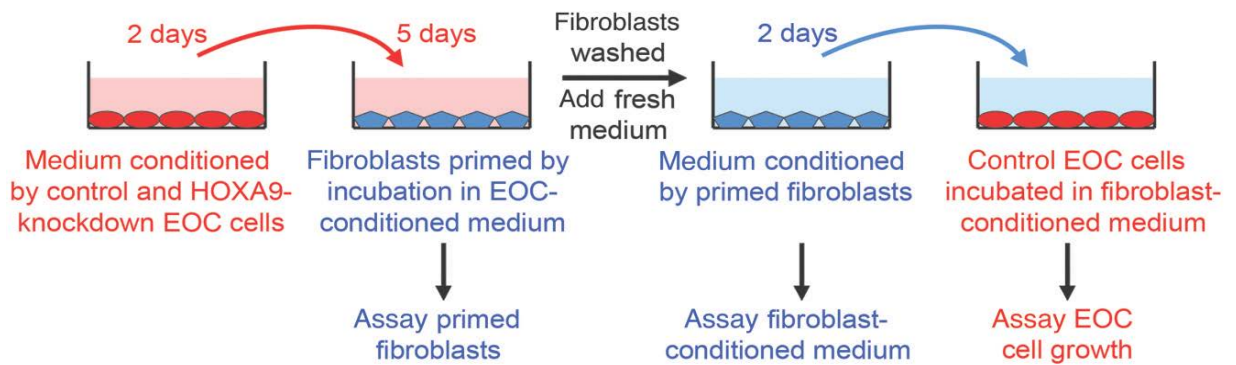 2 days
5 days
Fibroblasts
washed
Add fresh
medium
2 days
Medium conditioned
by control and HOXA9-
knockdown EOC cells
Fibroblasts primed by
incubation in EOC-
conditioned medium
Medium conditioned
by primed fibroblasts
Control EOC cells
incubated in fibroblast-
conditioned medium
Assay primed
fibroblasts
Assay fibroblast-
conditioned medium
Assay EOC
cell growth